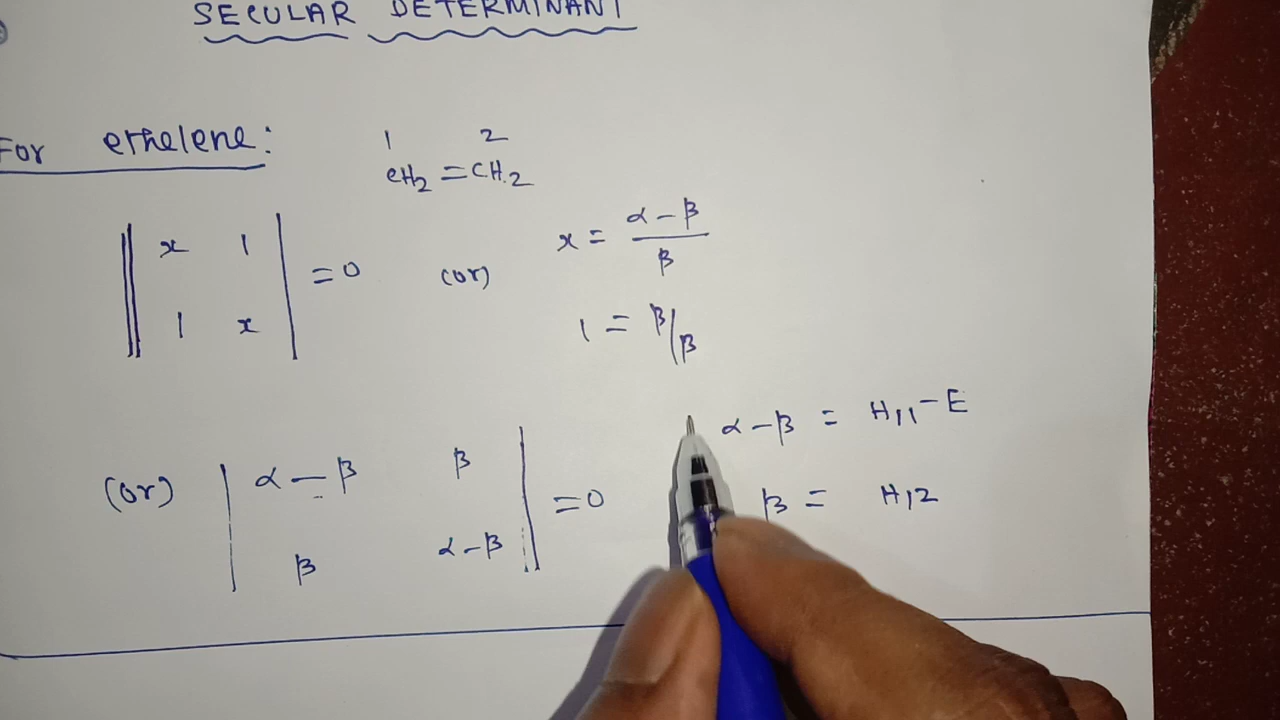 SECULAR DETERMINANT
For ethelene:
1 2
CH2 = CH2
| x 1 |
| 1 x | = 0 (or) x = α - β / β
1 = β/β
(or) | α - β β |
| β α - β | = 0
α - β = H11 - E
β = H12